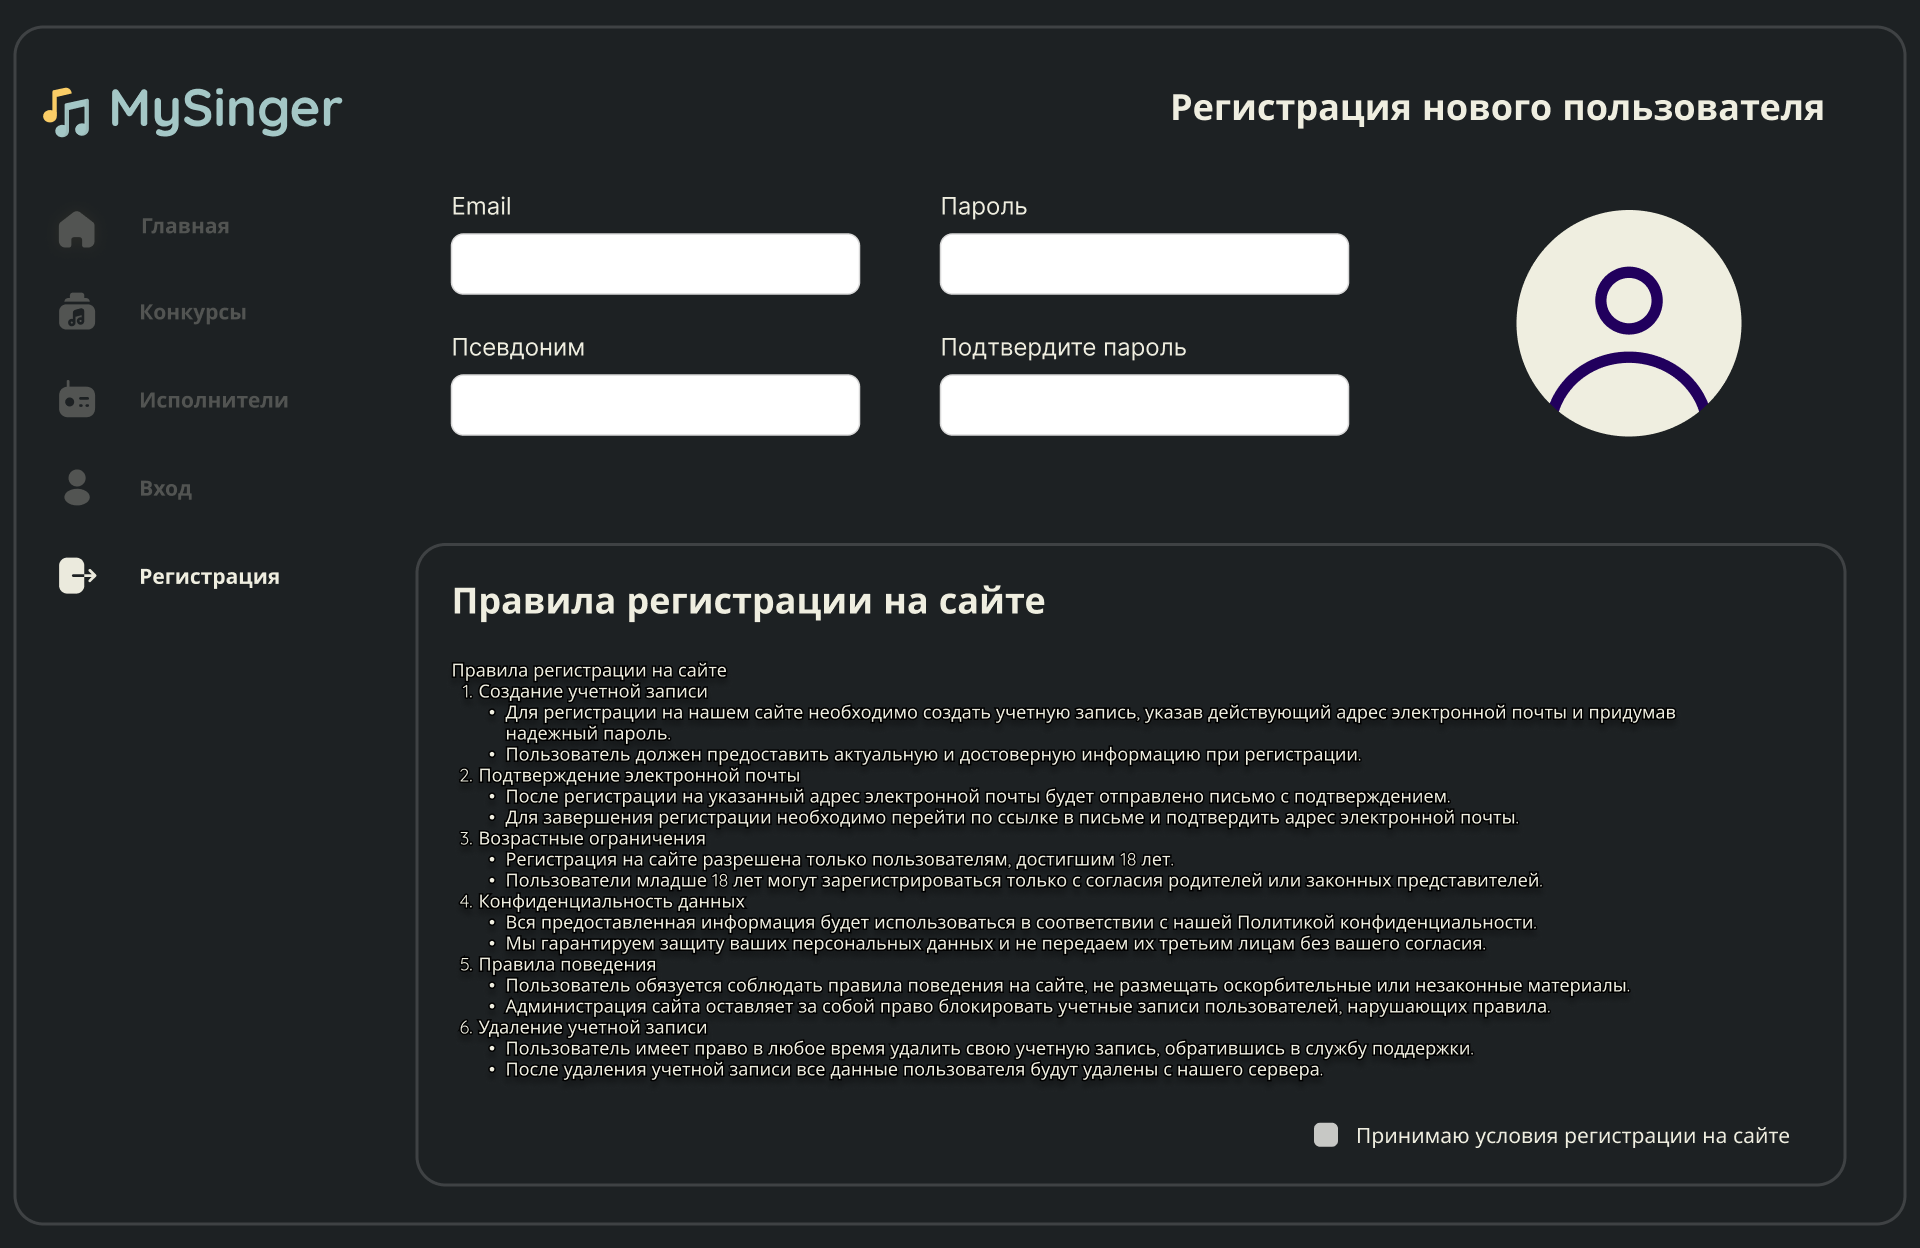 MySinger
Регистрация нового пользователя
Главная
Конкурсы
Исполнители
Вход
Регистрация
Email
Пароль
Псевдоним
Подтвердите пароль
Правила регистрации на сайте
Правила регистрации на сайте
1. Создание учетной записи
• Для регистрации на нашем сайте необходимо создать учетную запись, указав действующий адрес электронной почты и придумав
надежный пароль.
• Пользователь должен предоставить актуальную и достоверную информацию при регистрации.
2. Подтверждение электронной почты
• После регистрации на указанный адрес электронной почты будет отправлено письмо с подтверждением.
• Для завершения регистрации необходимо перейти по ссылке в письме и подтвердить адрес электронной почты.
3. Возрастные ограничения
• Регистрация на сайте разрешена только пользователям, достигшим 18 лет.
• Пользователи младше 18 лет могут зарегистрироваться только с согласия родителей или законных представителей.
4. Конфиденциальность данных
• Вся предоставленная информация будет использоваться в соответствии с нашей Политикой конфиденциальности.
• Мы гарантируем защиту ваших персональных данных и не передаем их третьим лицам без вашего согласия.
5. Правила поведения
• Пользователь обязуется соблюдать правила поведения на сайте, не размещать оскорбительные или незаконные материалы.
• Администрация сайта оставляет за собой право блокировать учетные записи пользователей, нарушающих правила.
6. Удаление учетной записи
• Пользователь имеет право в любое время удалить свою учетную запись, обратившись в службу поддержки.
• После удаления учетной записи все данные пользователя будут удалены с нашего сервера.
Принимаю условия регистрации на сайте